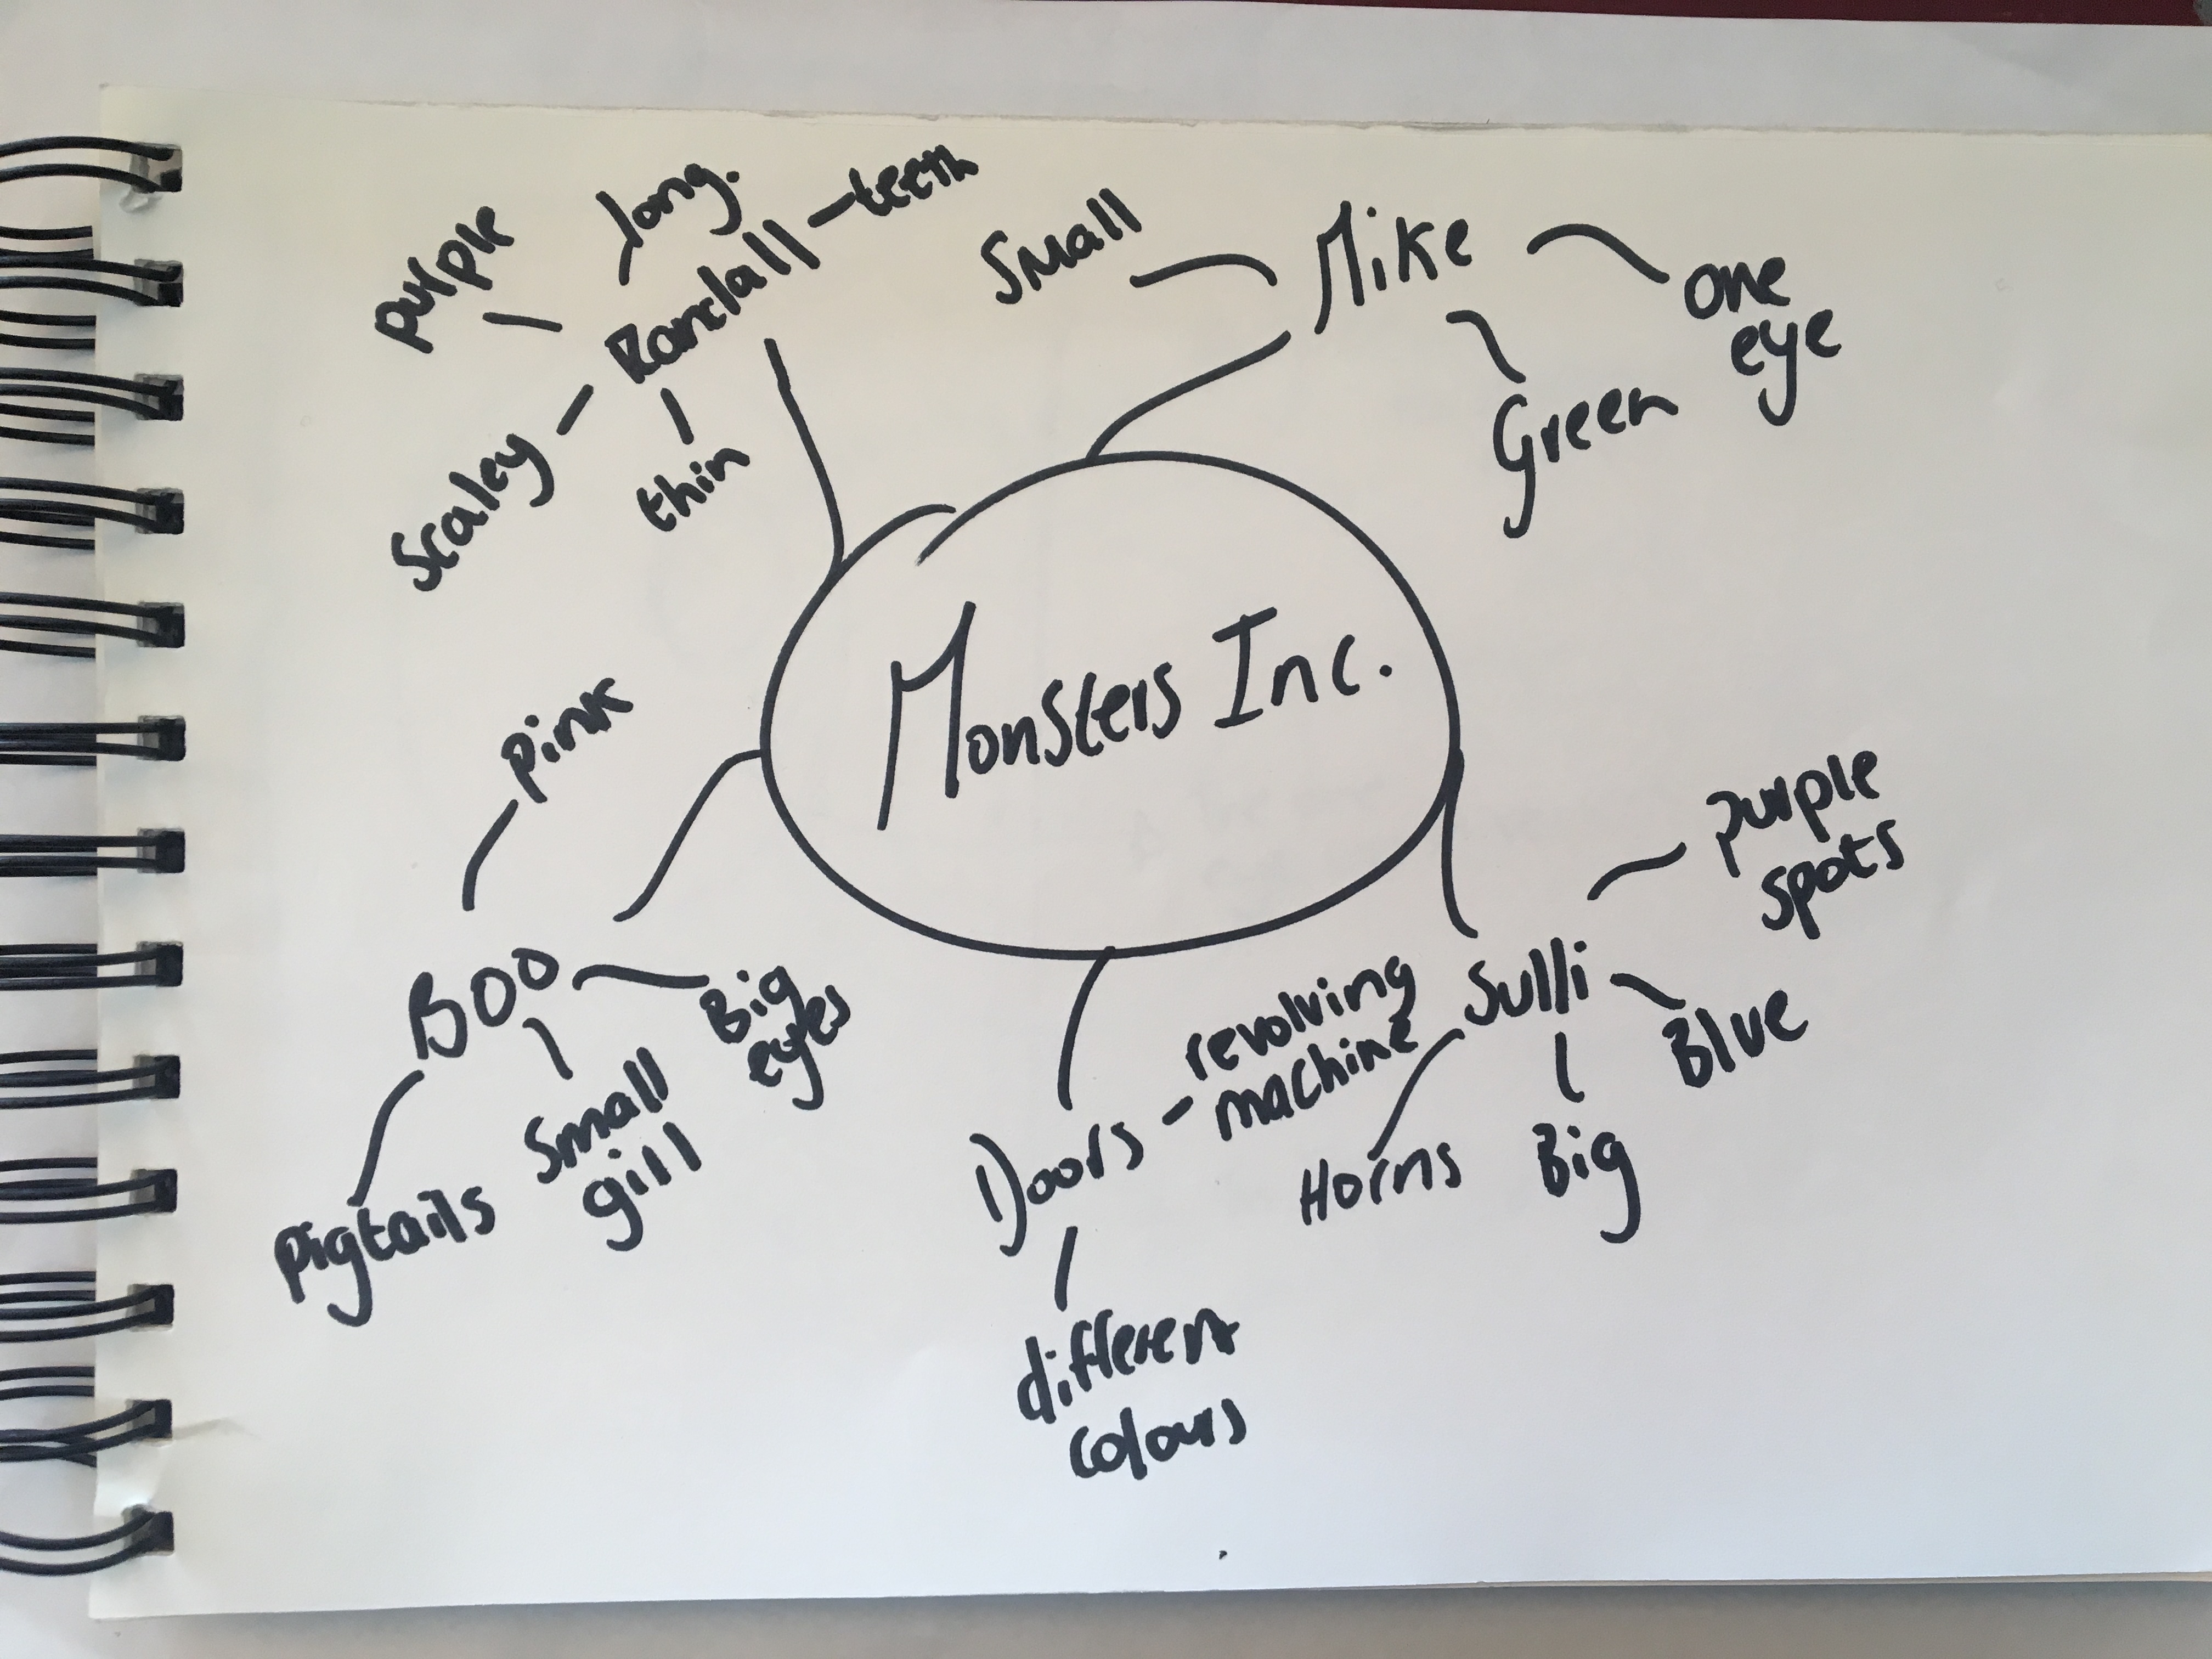 Monsters Inc.
Mike
Small
one
eye
Green
Sulli
purple
spots
Blue
Big
Horns
Doors
revolving
machine
different
colours
Boo
pink
Big
eyes
Small
girl
pigtails
Randall
purple
long.
teeth
Scaley
thin